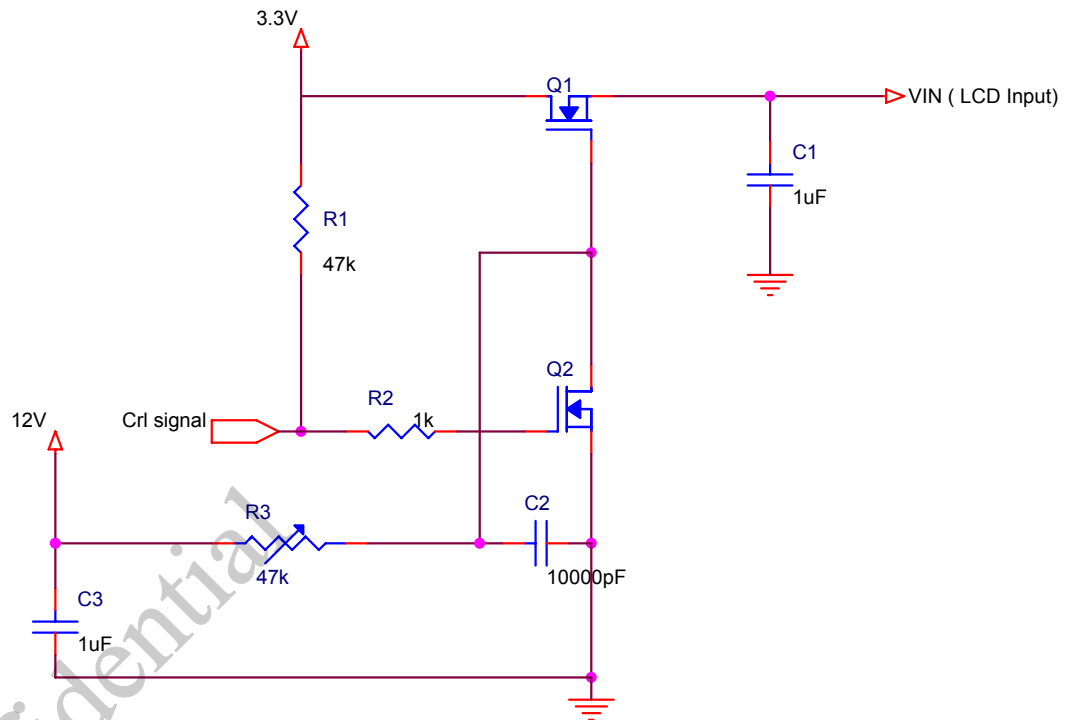 3.3V
Q1
VIN ( LCD Input)
C1
1uF
R1
47k
Q2
12V
Crl signal
R2
1k
R3
47k
C2
10000pF
C3
1uF
fidential